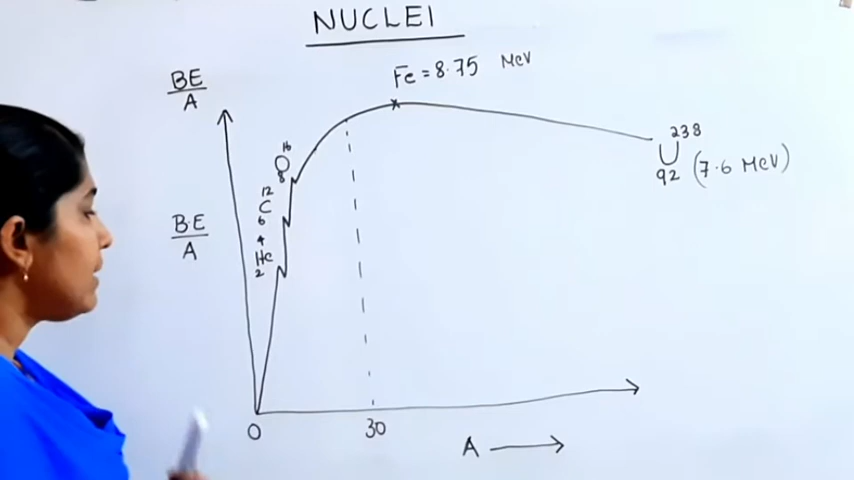 NUCLEI
BE
A
Fe = 8.75 MeV
16
O
8
12
C
6
4
He
2
B.E
A
U 238
92
(7.6 MeV)
0
30
A